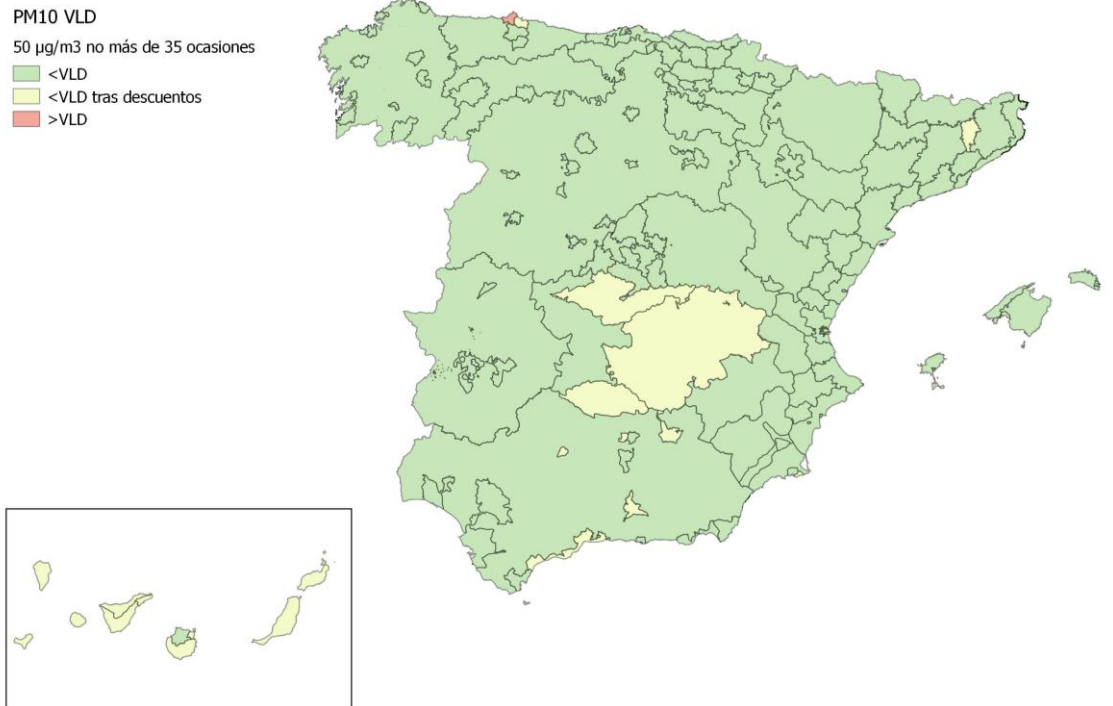 PM10 VLD
50 µg/m3 no más de 35 ocasiones
<VLD
<VLD tras descuentos
>VLD